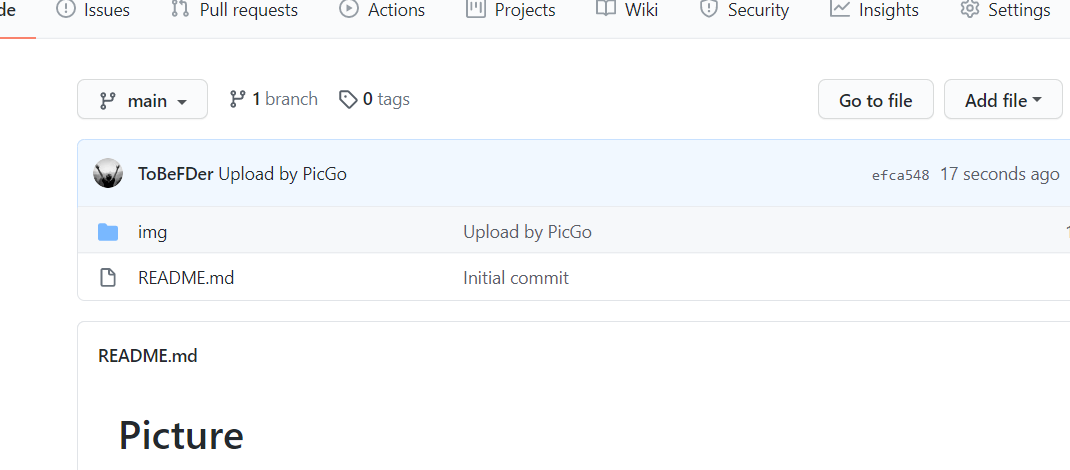 de Issues Pull requests Actions Projects Wiki Security Insights Settings
main 1 branch 0 tags Go to file Add file
ToBeFDer Upload by PicGo efca548 17 seconds ago
img Upload by PicGo
README.md Initial commit
README.md
Picture